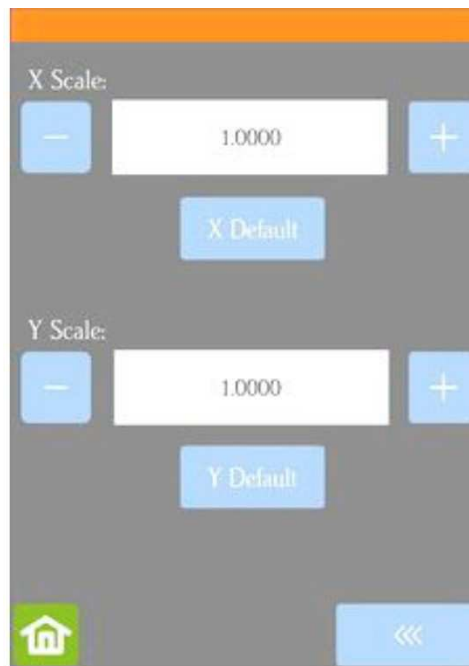 X Scale:
− 1.0000 +
X Default
Y Scale:
− 1.0000 +
Y Default